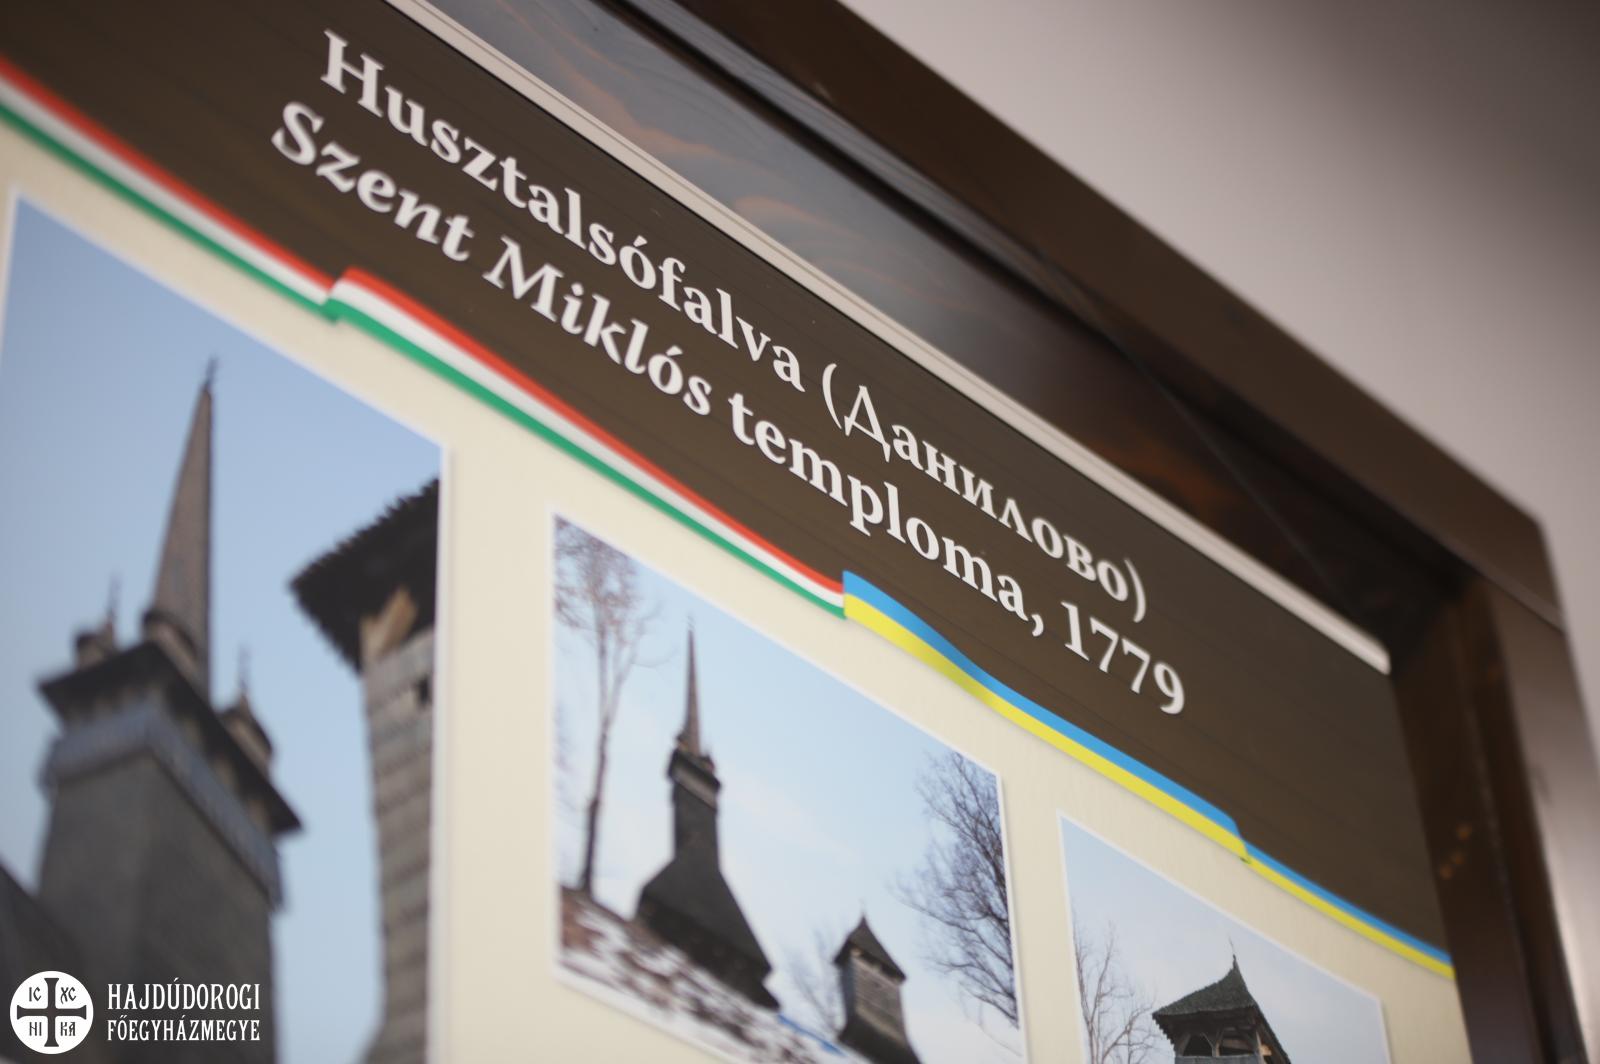 Husztalsófalva (Данилово)
Szent Miklós temploma, 1779
IC XC
NI KA
HAJDÚDOROGI
FŐEGYHÁZMEGYE